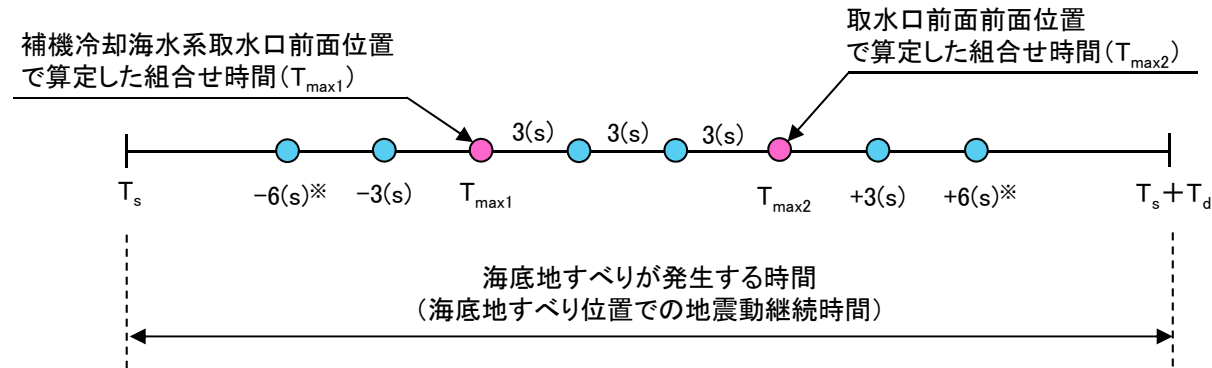 補機冷却海水系取水口前面位置
で算定した組合せ時間(Tmax1)
取水口前面前面位置
で算定した組合せ時間(Tmax2)
3(s) 3(s) 3(s)
Ts −6(s)※ −3(s) Tmax1 Tmax2 +3(s) +6(s)※ Ts+Td
海底地すべりが発生する時間
(海底地すべり位置での地震動継続時間)